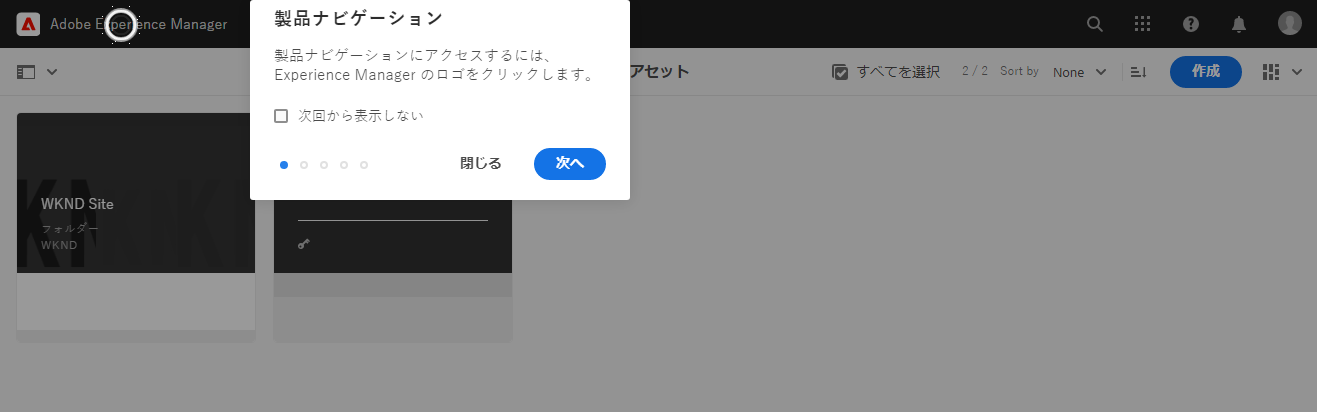 Adobe Experience Manager
製品ナビゲーション
製品ナビゲーションにアクセスするには、
Experience Manager のロゴをクリックします。
次回から表示しない
閉じる
次へ
アセット
すべてを選択
2 / 2
Sort by
None
作成
WKND Site
フォルダー
WKND